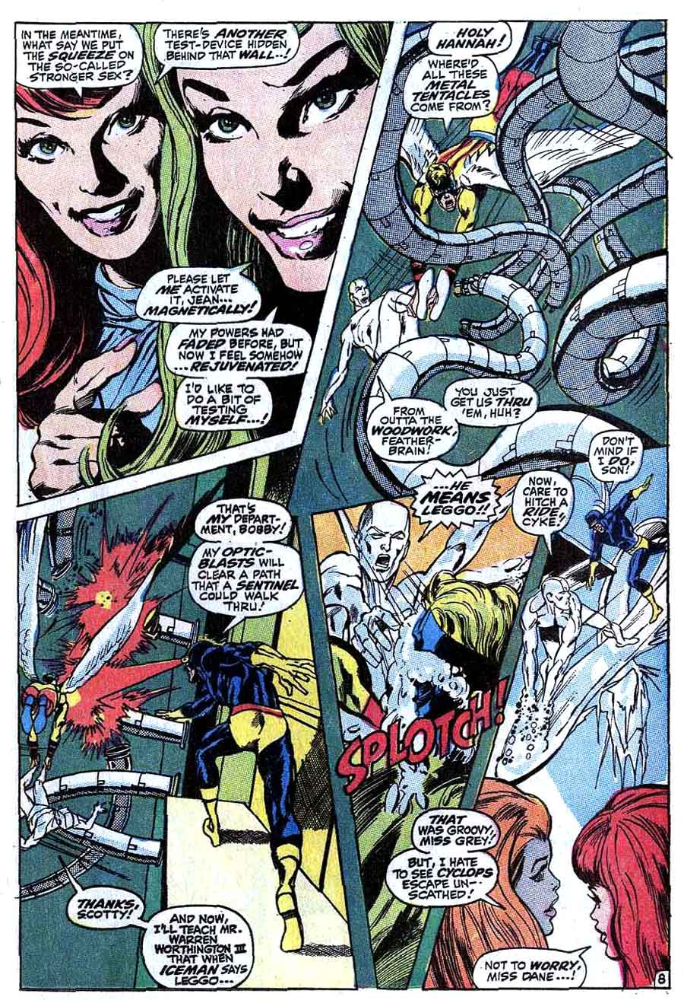 IN THE MEANTIME,
WHAT SAY WE PUT
THE SQUEEZE ON
THE SO-CALLED
STRONGER SEX?
THERE'S ANOTHER
TEST-DEVICE HIDDEN
BEHIND THAT WALL--!
PLEASE LET
ME ACTIVATE
IT, JEAN...
MAGNETICALLY!
MY POWERS HAD
FADED BEFORE, BUT
NOW I FEEL SOMEHOW
...REJUVENATED!
I'D LIKE TO
DO A BIT OF
TESTING
MYSELF...!
HOLY
HANNAH!
WHERE'D
ALL THESE
METAL
TENTACLES
COME FROM?
FROM
OUTTA THE
WOODWORK,
FEATHER-
BRAIN!
YOU JUST
GET US THRU
'EM, HUH?
THAT'S
MY DEPART-
MENT, BOBBY!
MY OPTIC-
BLASTS WILL
CLEAR A PATH
THAT A SENTINEL
COULD WALK
THRU!
THANKS,
SCOTTY!
AND NOW,
I'LL TEACH MR.
WARREN
WORTHINGTON III
THAT WHEN
ICEMAN SAYS
LEGGO...
...HE
MEANS
LEGGO!!
SPLOTCH!
NOW,
CARE TO
HITCH A
RIDE,
CYKE?
DON'T
MIND IF
I DO,
SON!
THAT
WAS GROOVY,
MISS GREY!
BUT, I HATE
TO SEE CYCLOPS
ESCAPE UN--
SCATHED!
NOT TO WORRY,
MISS DANE---!
8